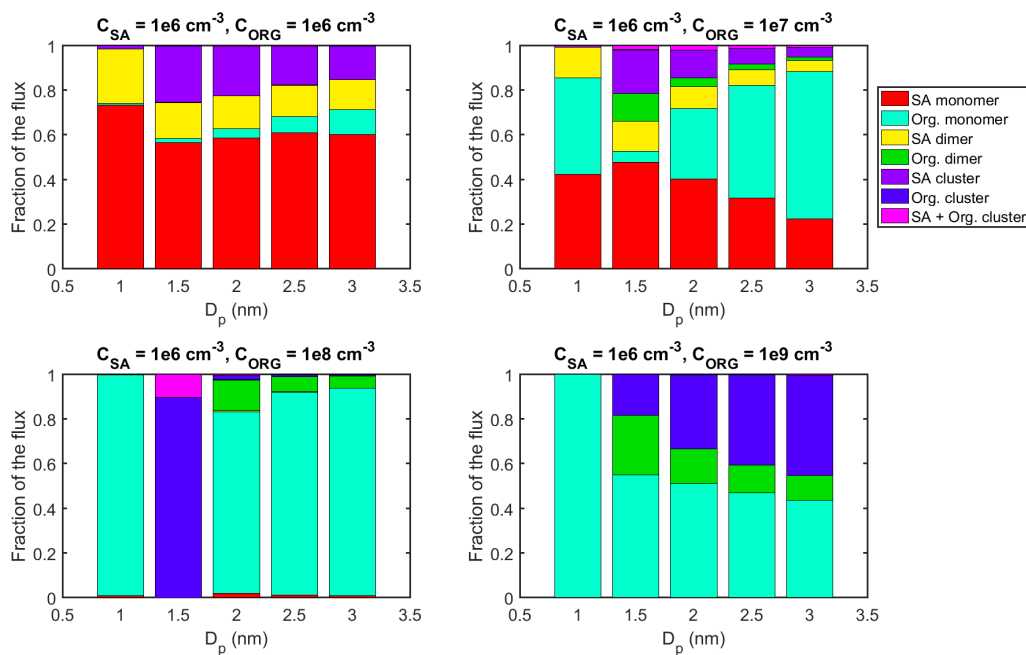 C_SA = 1e6 cm^-3, C_ORG = 1e6 cm^-3
Fraction of the flux
1
0.8
0.6
0.4
0.2
0
0.5 1 1.5 2 2.5 3 3.5
D_p (nm)
C_SA = 1e6 cm^-3, C_ORG = 1e7 cm^-3
Fraction of the flux
1
0.8
0.6
0.4
0.2
0
0.5 1 1.5 2 2.5 3 3.5
D_p (nm)
SA monomer
Org. monomer
SA dimer
Org. dimer
SA cluster
Org. cluster
SA + Org. cluster
C_SA = 1e6 cm^-3, C_ORG = 1e8 cm^-3
Fraction of the flux
1
0.8
0.6
0.4
0.2
0
0.5 1 1.5 2 2.5 3 3.5
D_p (nm)
C_SA = 1e6 cm^-3, C_ORG = 1e9 cm^-3
Fraction of the flux
1
0.8
0.6
0.4
0.2
0
0.5 1 1.5 2 2.5 3 3.5
D_p (nm)